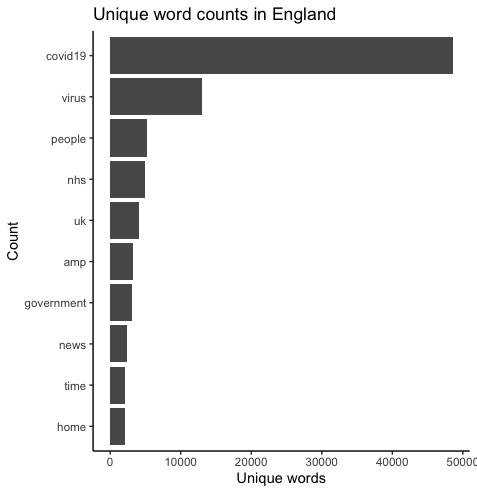 Unique word counts in England
covid19
virus
people
nhs
uk
amp
government
news
time
home
Count
0 10000 20000 30000 40000 50000
Unique words